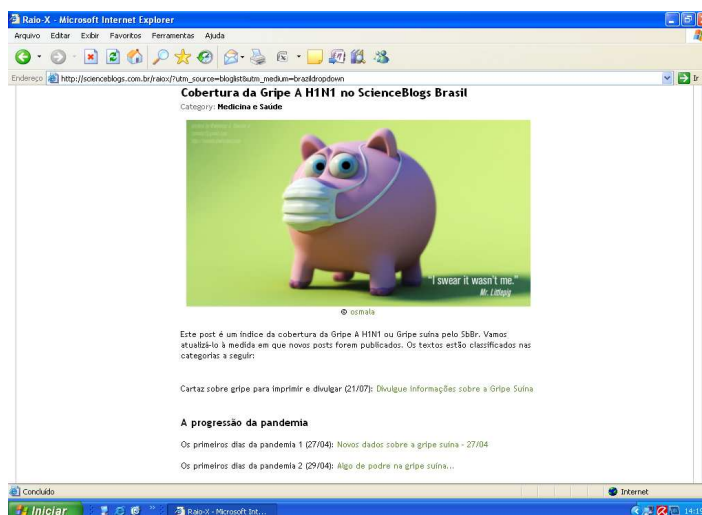 Raio-X - Microsoft Internet Explorer
Arquivo Editar Exibir Favoritos Ferramentas Ajuda
Endereço http://scienceblogs.com.br/raiox/?utm_source=bloglist&utm_medium=brazildropdown Ir
Cobertura da Gripe A H1N1 no ScienceBlogs Brasil
Category: Medicina e Saúde
"I swear it wasn't me."
Mr. Littlepig
© osmala
Este post é um índice da cobertura da Gripe A H1N1 ou Gripe suína pelo SbBr. Vamos
atualizá-lo à medida em que novos posts forem publicados. Os textos estão classificados nas
categorias a seguir:
Cartaz sobre gripe para imprimir e divulgar (21/07): Divulgue informações sobre a Gripe Suína
A progressão da pandemia
Os primeiros dias da pandemia 1 (27/04): Novos dados sobre a gripe suína - 27/04
Os primeiros dias da pandemia 2 (29/04): Algo de podre na gripe suína...
Concluído Internet
Iniciar Raio-X - Microsoft Int... 14:19